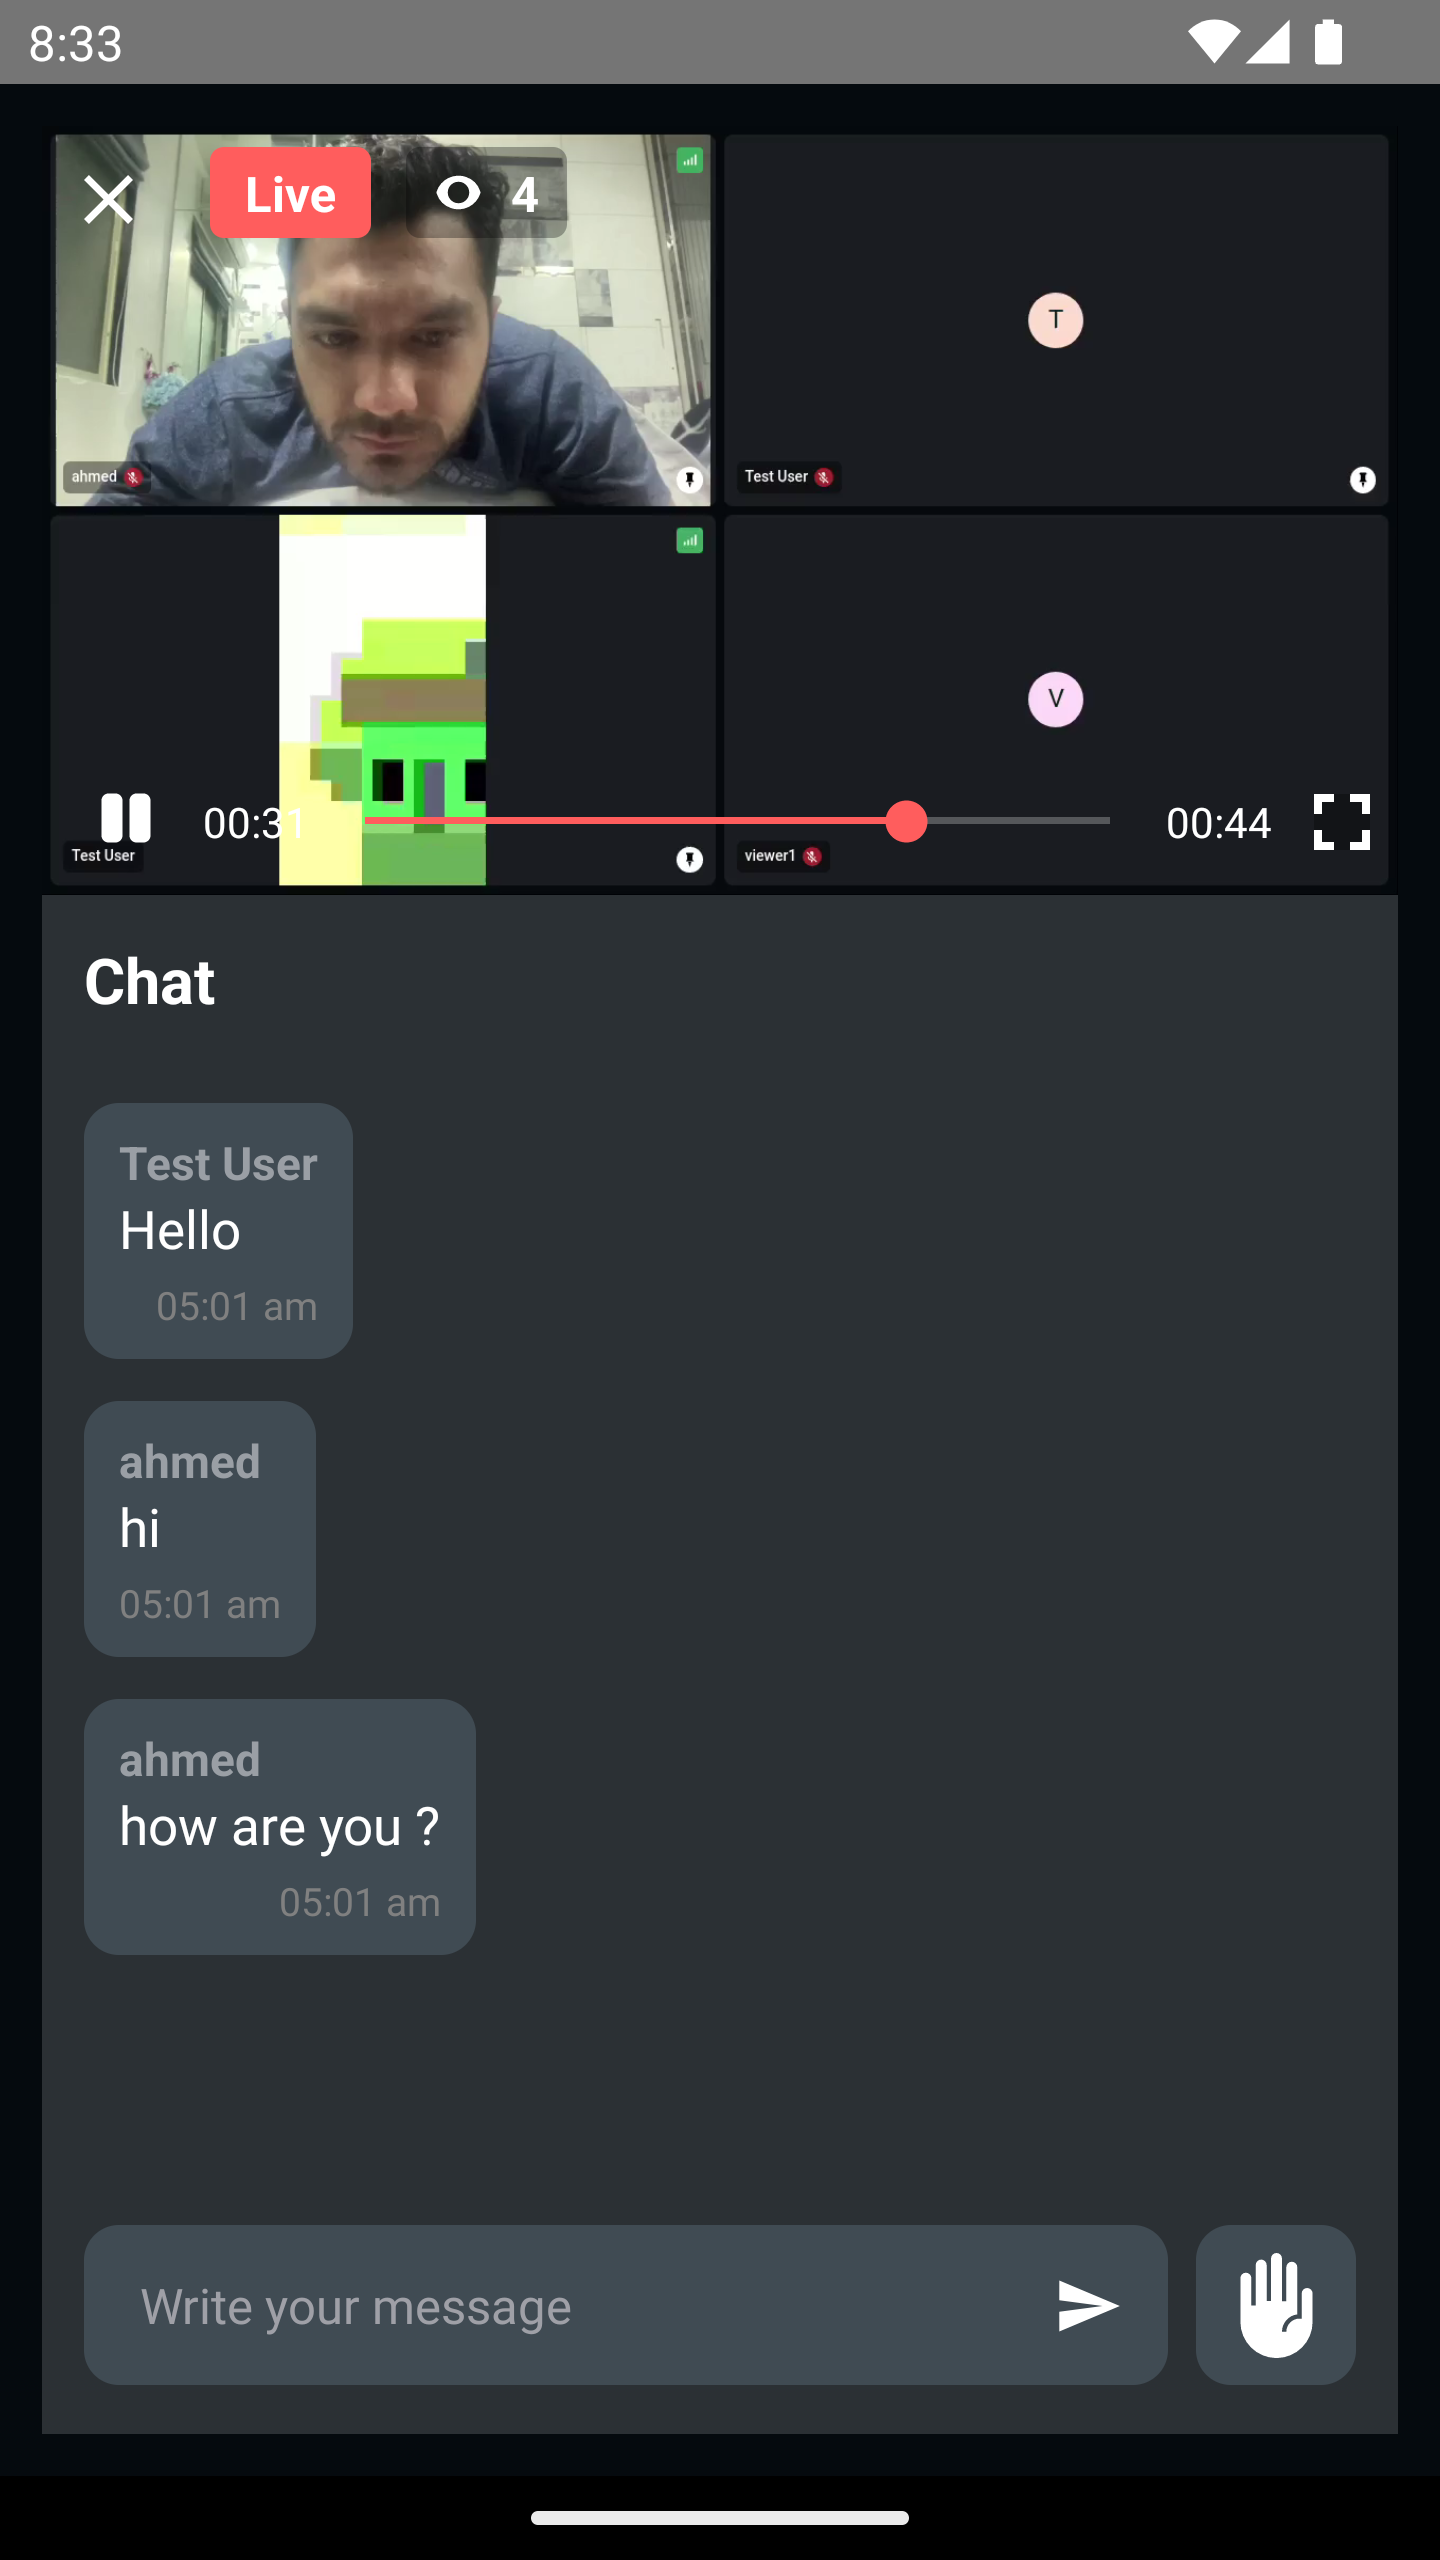 8:33
Live
4
ahmed
T
Test User
V
00:31
00:44
Test User
viewer1
Chat
Test User
Hello
05:01 am
ahmed
hi
05:01 am
ahmed
how are you ?
05:01 am
Write your message